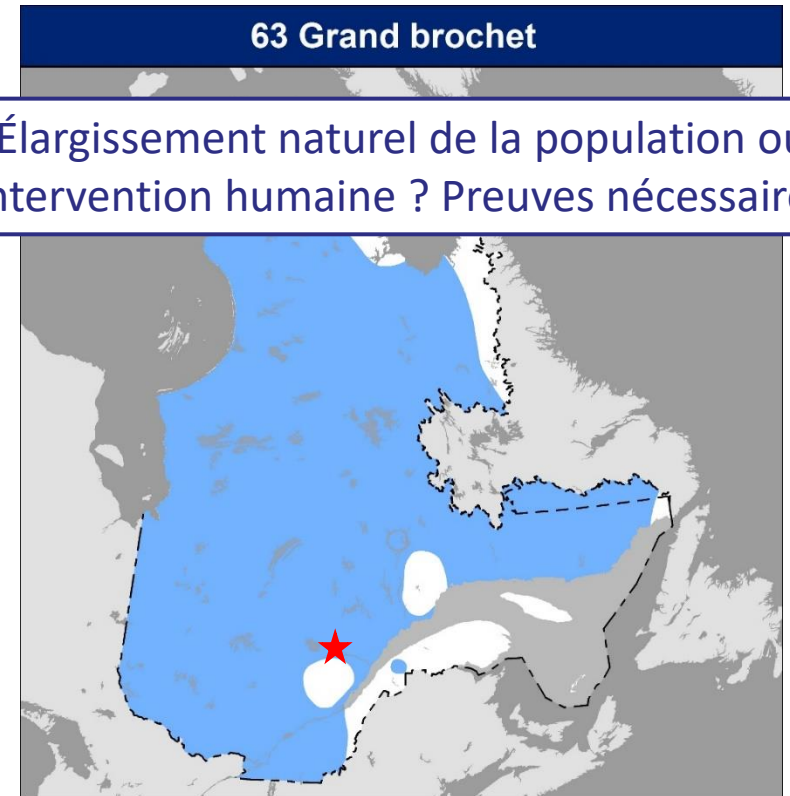 63 Grand brochet
Élargissement naturel de la population ou
ntervention humaine ? Preuves nécessaire